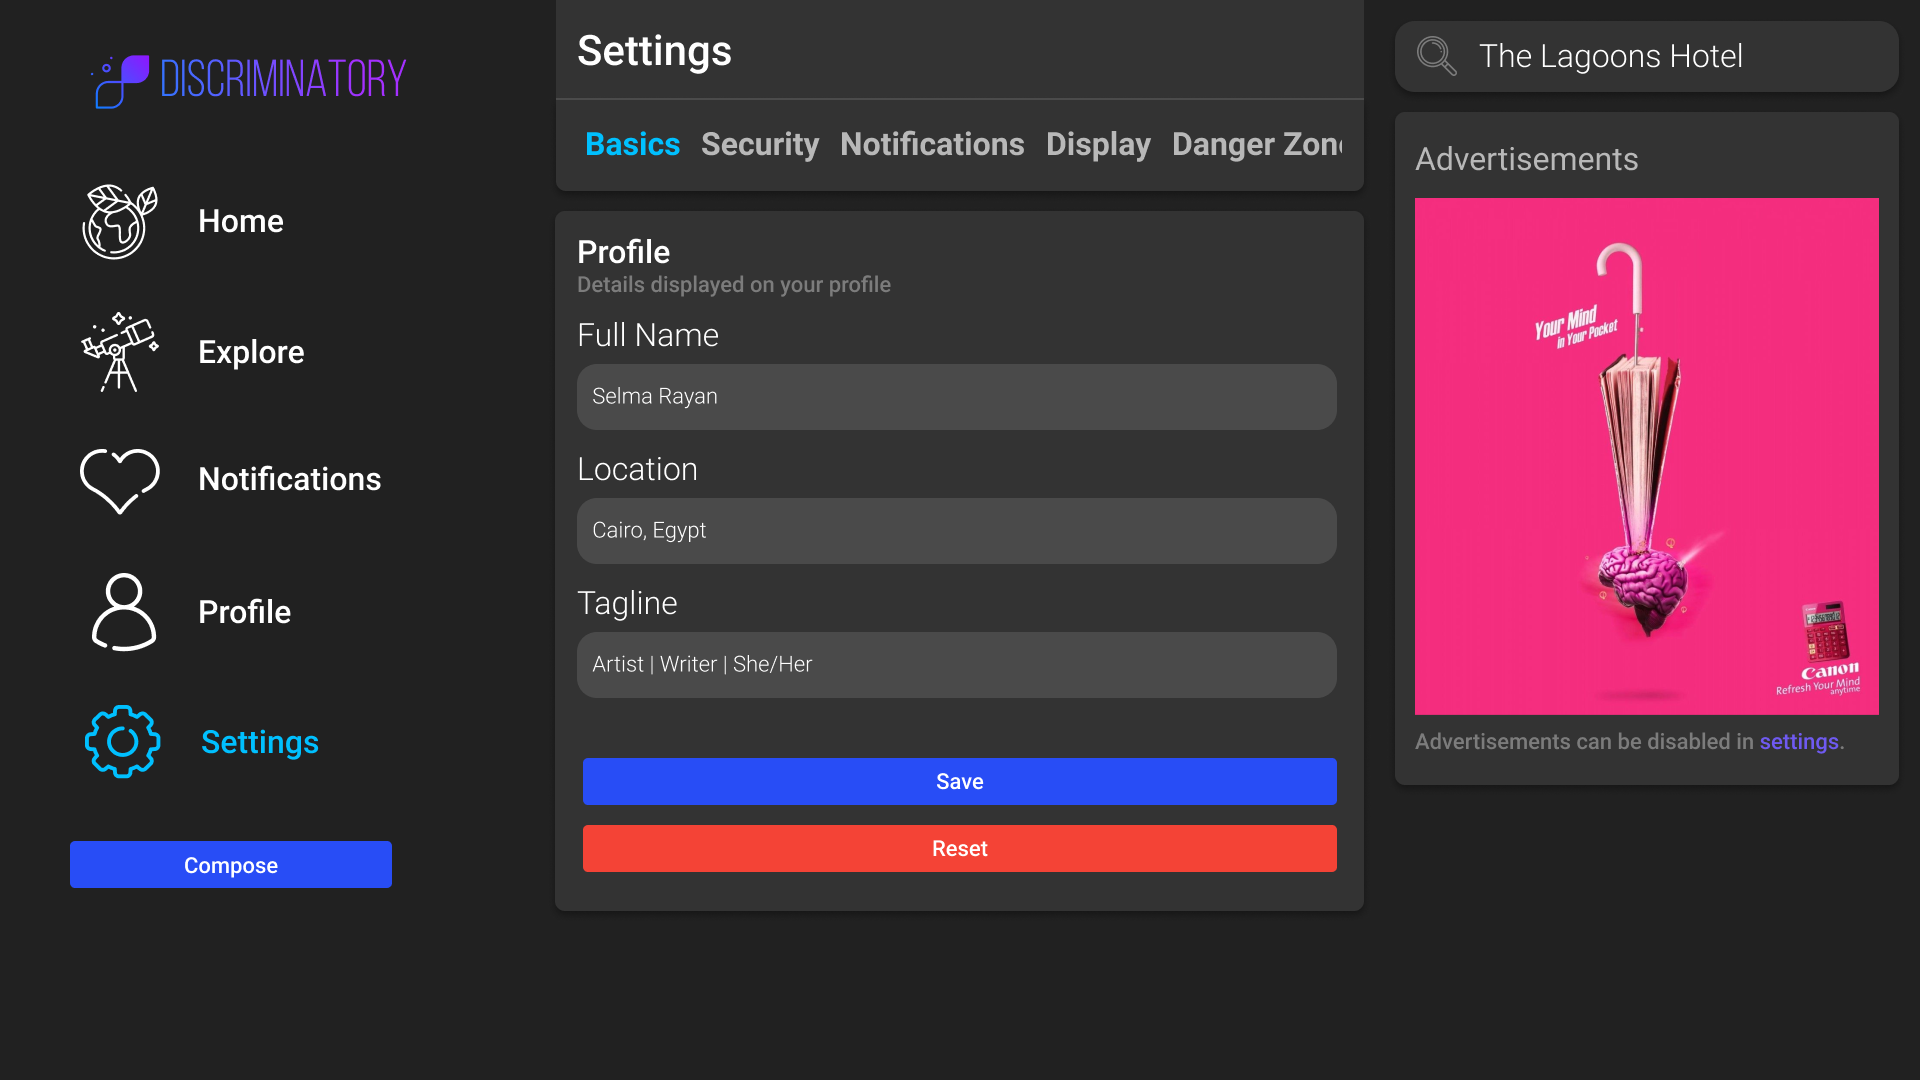 DISCRIMINATORY
Home
Explore
Notifications
Profile
Settings
Compose
Settings
Basics Security Notifications Display Danger Zon
Profile
Details displayed on your profile
Full Name
Selma Rayan
Location
Cairo, Egypt
Tagline
Artist | Writer | She/Her
Save
Reset
The Lagoons Hotel
Advertisements
Your Mind
in Your Pocket
Canon
Refresh Your Mind
anytime
Advertisements can be disabled in settings.